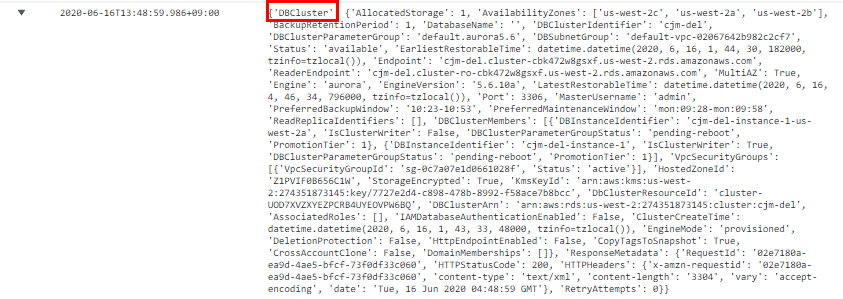 2020-06-16T13:48:59.986+09:00 {'DBCluster': {'AllocatedStorage': 1, 'AvailabilityZones': ['us-west-2c', 'us-west-2a', 'us-west-2b'],
'BackupRetentionPeriod': 1, 'DatabaseName': '', 'DBClusterIdentifier': 'cjm-del',
'DBClusterParameterGroup': 'default.aurora5.6', 'DBSubnetGroup': 'default-vpc-02067642b982c2cf7',
'Status': 'available', 'EarliestRestorableTime': datetime.datetime(2020, 6, 16, 1, 44, 30, 182000,
tzinfo=tzlocal()), 'Endpoint': 'cjm-del.cluster-cbk472w8gsxf.us-west-2.rds.amazonaws.com',
'ReaderEndpoint': 'cjm-del.cluster-ro-cbk472w8gsxf.us-west-2.rds.amazonaws.com', 'MultiAZ': True,
'Engine': 'aurora', 'EngineVersion': '5.6.10a', 'LatestRestorableTime': datetime.datetime(2020, 6, 16,
4, 46, 34, 796000, tzinfo=tzlocal()), 'Port': 3306, 'MasterUsername': 'admin',
'PreferredBackupWindow': '10:23-10:53', 'PreferredMaintenanceWindow': 'mon:09:28-mon:09:58',
'ReadReplicaIdentifiers': [], 'DBClusterMembers': [{'DBInstanceIdentifier': 'cjm-del-instance-1-us-
west-2a', 'IsClusterWriter': False, 'DBClusterParameterGroupStatus': 'pending-reboot',
'PromotionTier': 1}, {'DBInstanceIdentifier': 'cjm-del-instance-1', 'IsClusterWriter': True,
'DBClusterParameterGroupStatus': 'pending-reboot', 'PromotionTier': 1}], 'VpcSecurityGroups':
[{'VpcSecurityGroupId': 'sg-0c7a07e1d0661028f', 'Status': 'active'}], 'HostedZoneId':
'Z1PVIF0B656C1W', 'StorageEncrypted': True, 'KmsKeyId': 'arn:aws:kms:us-west-
2:274351873145:key/7727e2d4-c898-478b-8992-f58ace7b8bcc', 'DbClusterResourceId': 'cluster-
UOD7XVZXYEZPCRB4UYEOVPW6BQ', 'DBClusterArn': 'arn:aws:rds:us-west-2:274351873145:cluster:cjm-del',
'AssociatedRoles': [], 'IAMDatabaseAuthenticationEnabled': False, 'ClusterCreateTime':
datetime.datetime(2020, 6, 16, 1, 43, 33, 48000, tzinfo=tzlocal()), 'EngineMode': 'provisioned',
'DeletionProtection': False, 'HttpEndpointEnabled': False, 'CopyTagsToSnapshot': True,
'CrossAccountClone': False, 'DomainMemberships': []}, 'ResponseMetadata': {'RequestId': '02e7180a-
ea9d-4ae5-bfcf-73f0df33c060', 'HTTPStatusCode': 200, 'HTTPHeaders': {'x-amzn-requestid': '02e7180a-
ea9d-4ae5-bfcf-73f0df33c060', 'content-type': 'text/xml', 'content-length': '3304', 'vary': 'accept-
encoding', 'date': 'Tue, 16 Jun 2020 04:48:59 GMT'}, 'RetryAttempts': 0}}